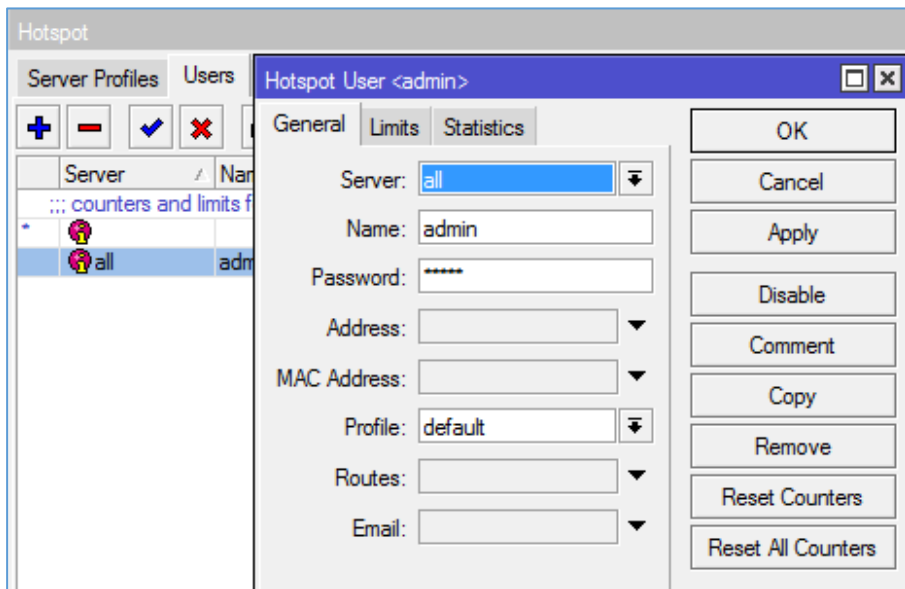 Hotspot
Server Profiles Users
Server Nar
;;; counters and limits f
*
all adm
Hotspot User <admin>
General Limits Statistics
Server: all
Name: admin
Password: *****
Address:
MAC Address:
Profile: default
Routes:
Email:
OK
Cancel
Apply
Disable
Comment
Copy
Remove
Reset Counters
Reset All Counters